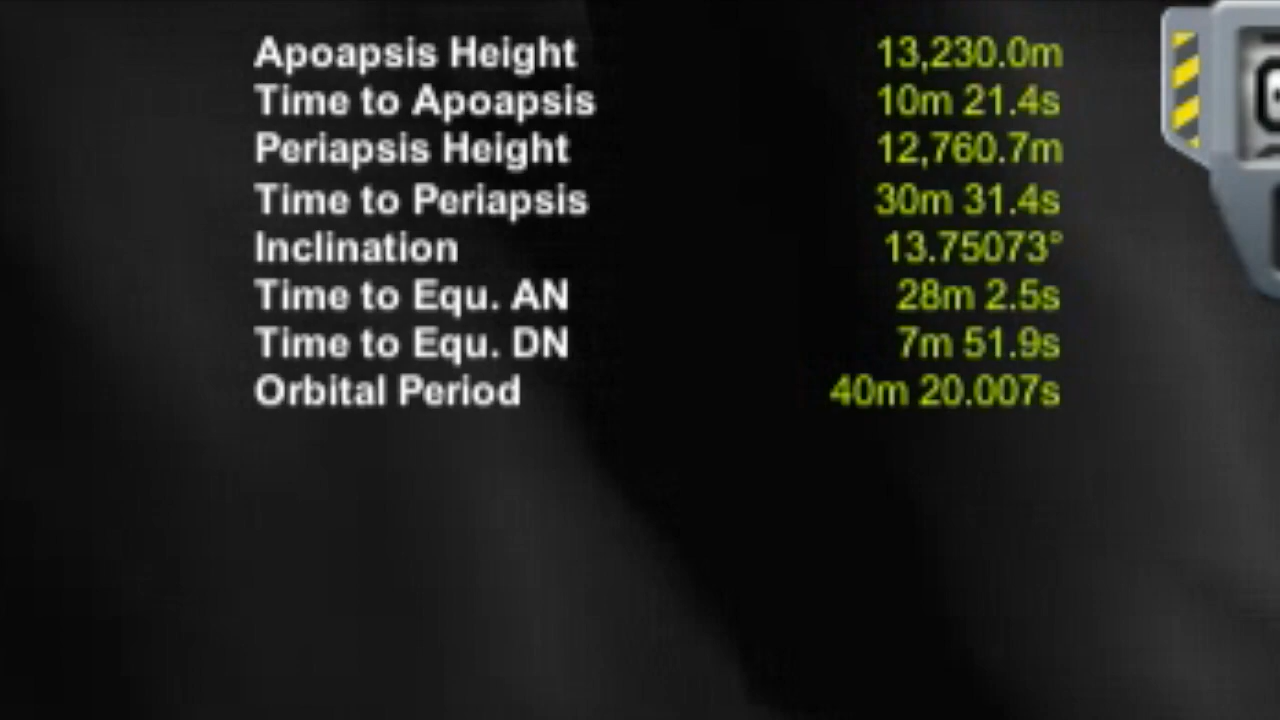 Apoapsis Height 13,230.0m
Time to Apoapsis 10m 21.4s
Periapsis Height 12,760.7m
Time to Periapsis 30m 31.4s
Inclination 13.75073°
Time to Equ. AN 28m 2.5s
Time to Equ. DN 7m 51.9s
Orbital Period 40m 20.007s